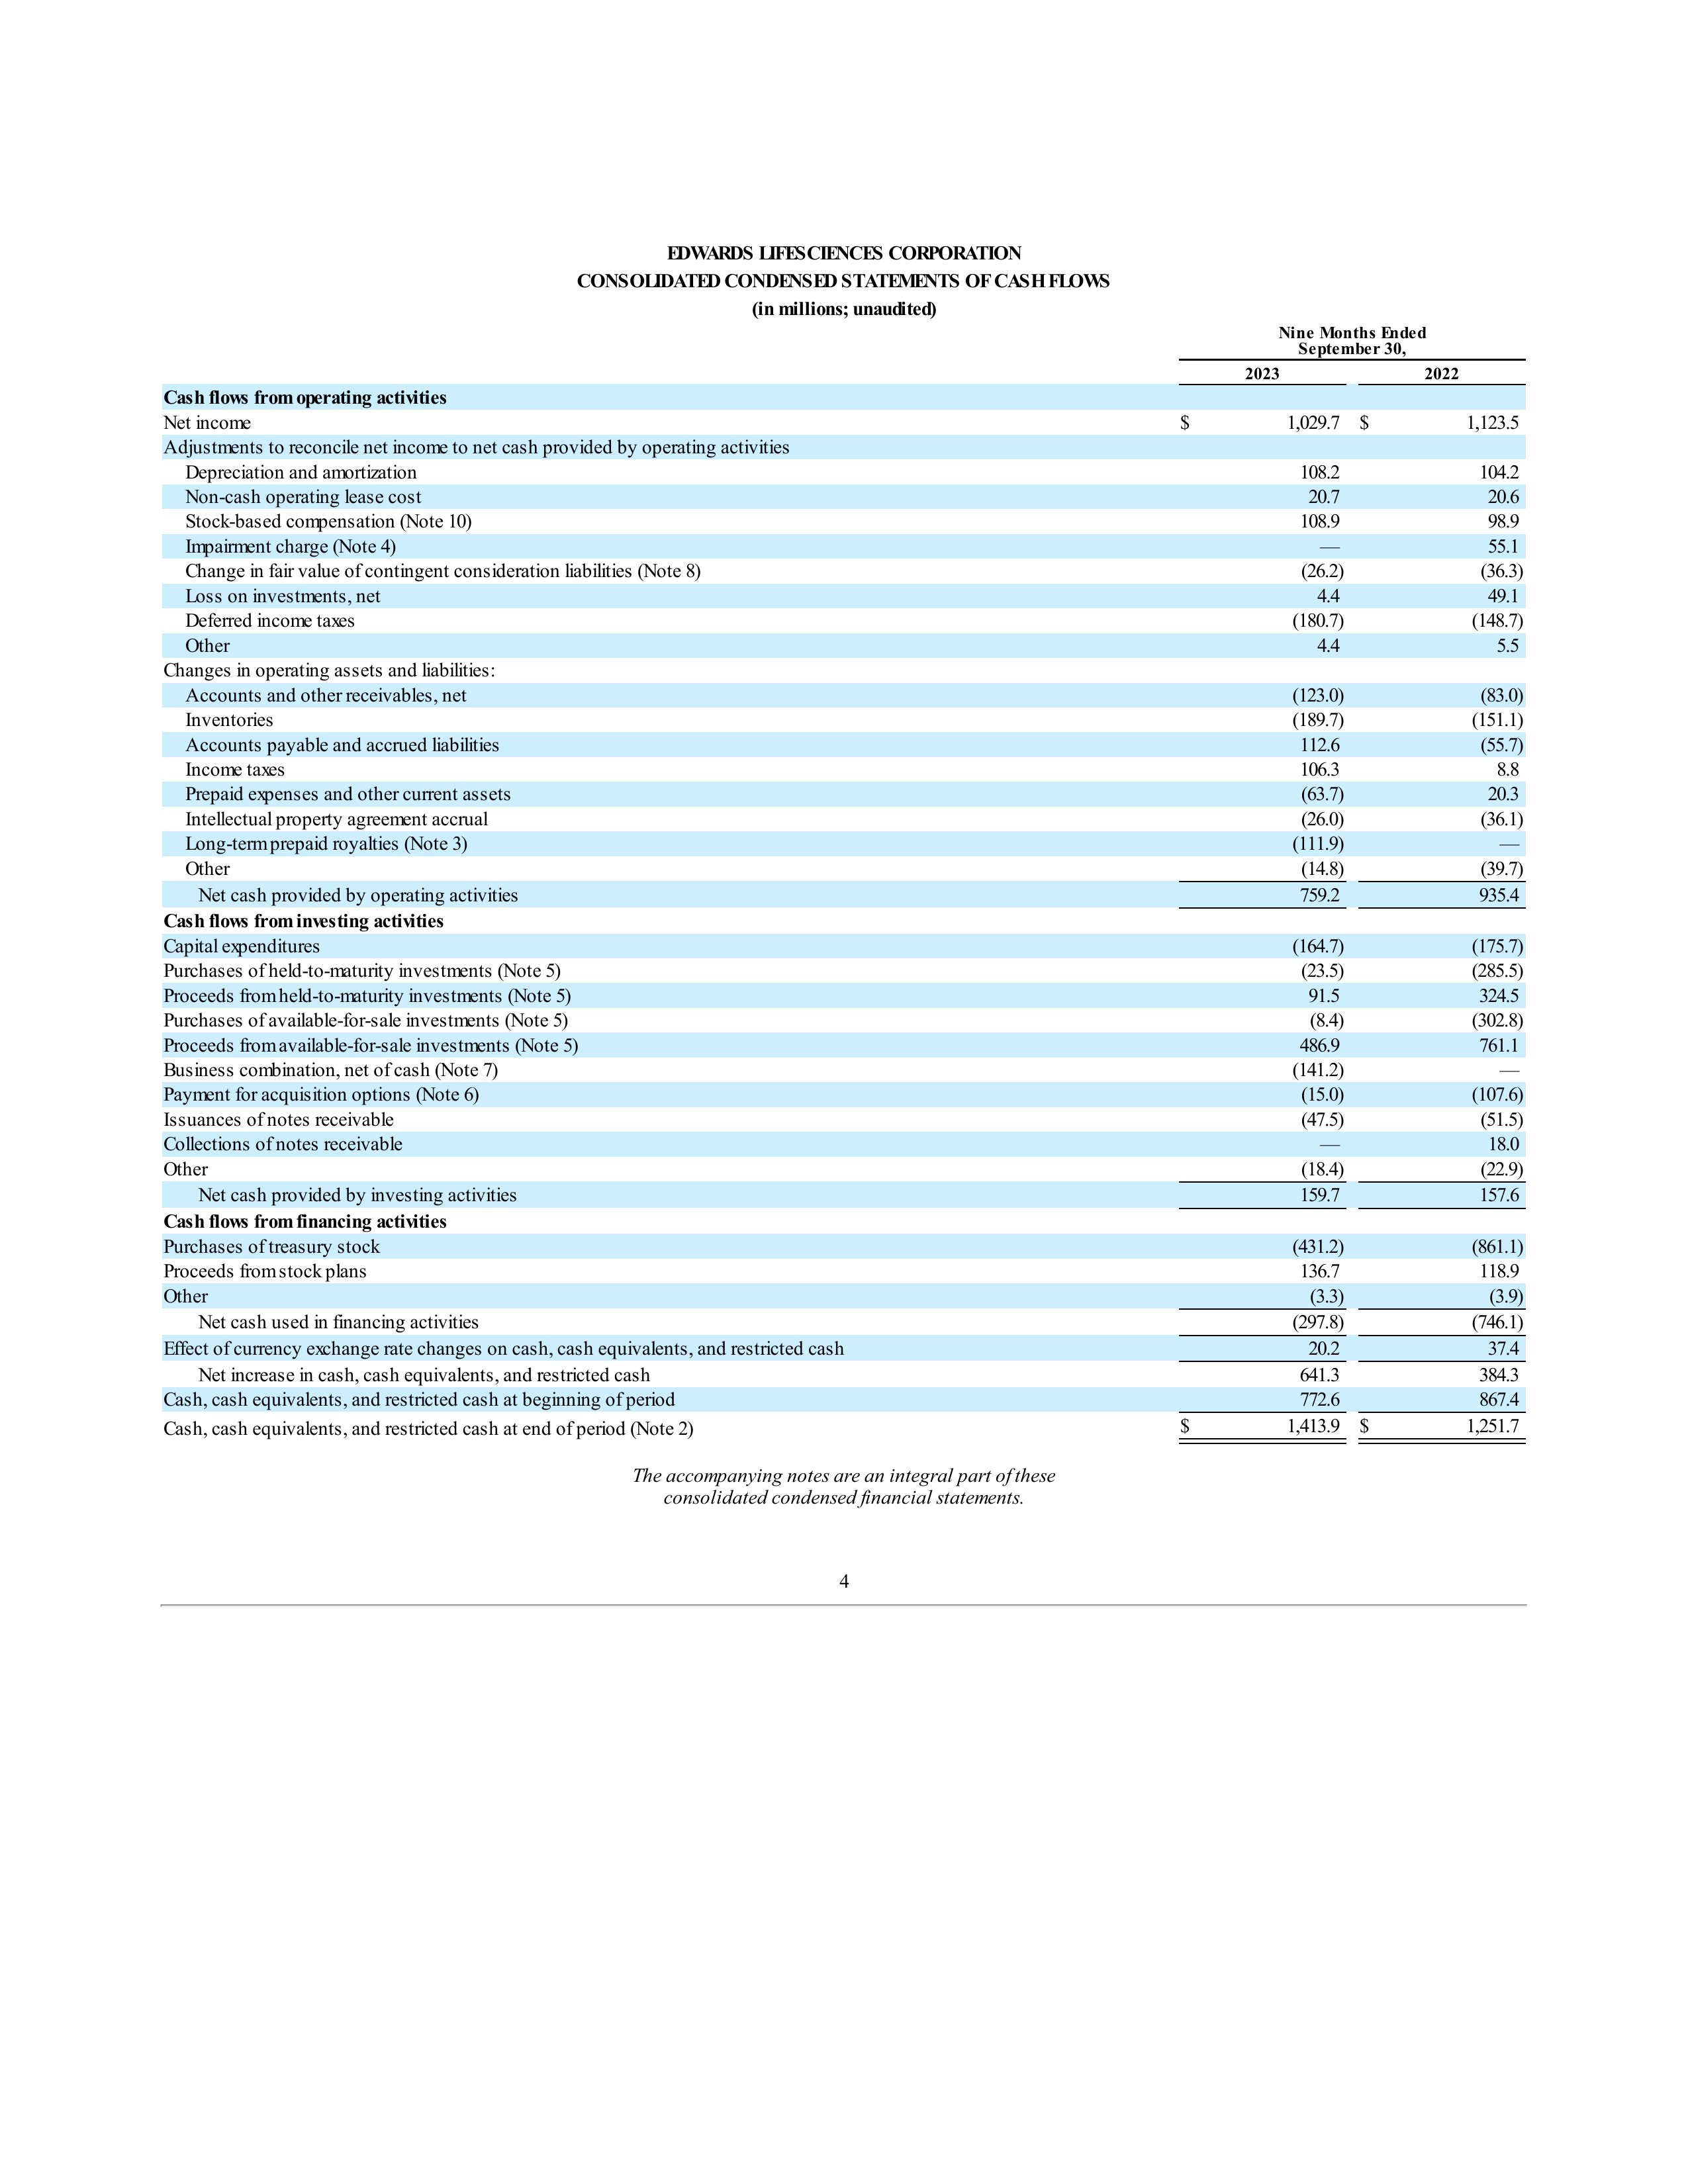 EDWARDS LIFESCIENCES CORPORATION
CONSOLIDATED CONDENSED STATEMENTS OF CASH FLOWS
(in millions; unaudited)
Nine Months Ended
September 30,
2023 2022
Cash flows from operating activities
Net income $ 1,029.7 $ 1,123.5
Adjustments to reconcile net income to net cash provided by operating activities
Depreciation and amortization 108.2 104.2
Non-cash operating lease cost 20.7 20.6
Stock-based compensation (Note 10) 108.9 98.9
Impairment charge (Note 4) — 55.1
Change in fair value of contingent consideration liabilities (Note 8) (26.2) (36.3)
Loss on investments, net 4.4 49.1
Deferred income taxes (180.7) (148.7)
Other 4.4 5.5
Changes in operating assets and liabilities:
Accounts and other receivables, net (123.0) (83.0)
Inventories (189.7) (151.1)
Accounts payable and accrued liabilities 112.6 (55.7)
Income taxes 106.3 8.8
Prepaid expenses and other current assets (63.7) 20.3
Intellectual property agreement accrual (26.0) (36.1)
Long-term prepaid royalties (Note 3) (111.9) —
Other (14.8) (39.7)
Net cash provided by operating activities 759.2 935.4
Cash flows from investing activities
Capital expenditures (164.7) (175.7)
Purchases of held-to-maturity investments (Note 5) (23.5) (285.5)
Proceeds from held-to-maturity investments (Note 5) 91.5 324.5
Purchases of available-for-sale investments (Note 5) (8.4) (302.8)
Proceeds from available-for-sale investments (Note 5) 486.9 761.1
Business combination, net of cash (Note 7) (141.2) —
Payment for acquisition options (Note 6) (15.0) (107.6)
Issuances of notes receivable (47.5) (51.5)
Collections of notes receivable — 18.0
Other (18.4) (22.9)
Net cash provided by investing activities 159.7 157.6
Cash flows from financing activities
Purchases of treasury stock (431.2) (861.1)
Proceeds from stock plans 136.7 118.9
Other (3.3) (3.9)
Net cash used in financing activities (297.8) (746.1)
Effect of currency exchange rate changes on cash, cash equivalents, and restricted cash 20.2 37.4
Net increase in cash, cash equivalents, and restricted cash 641.3 384.3
Cash, cash equivalents, and restricted cash at beginning of period 772.6 867.4
Cash, cash equivalents, and restricted cash at end of period (Note 2) $ 1,413.9 $ 1,251.7
The accompanying notes are an integral part of these
consolidated condensed financial statements.
4